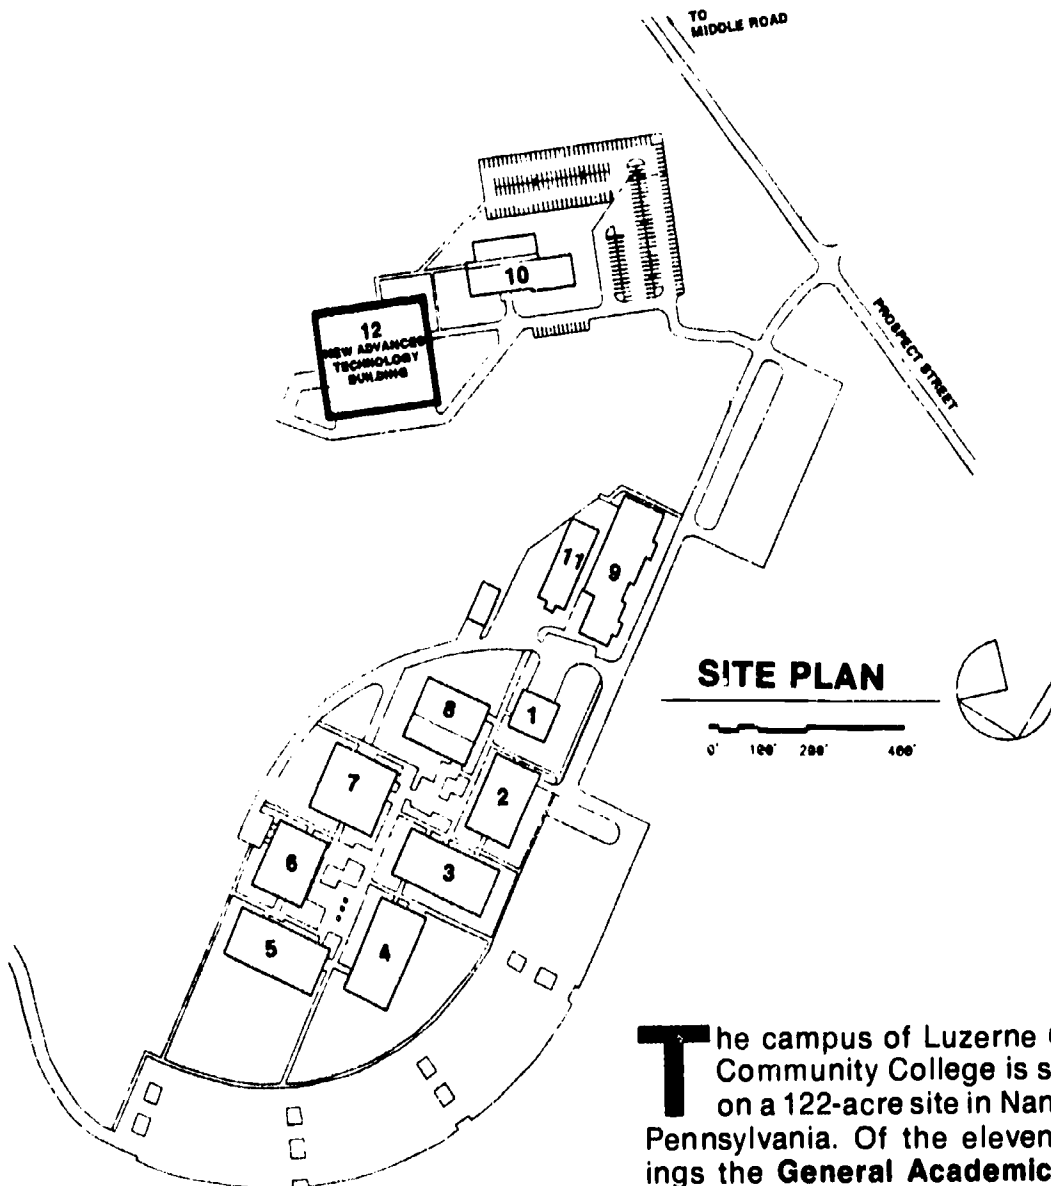 TO
MIDDLE ROAD
10
12
NEW ADVANCED
TECHNOLOGY
BUILDING
PROSPECT STREET
11
9
SITE PLAN
0' 100' 200' 400'
8
1
7
2
6
3
5
4
The campus of Luzerne
Community College is
on a 122-acre site in
Pennsylvania. Of the eleven
ings the General Academic